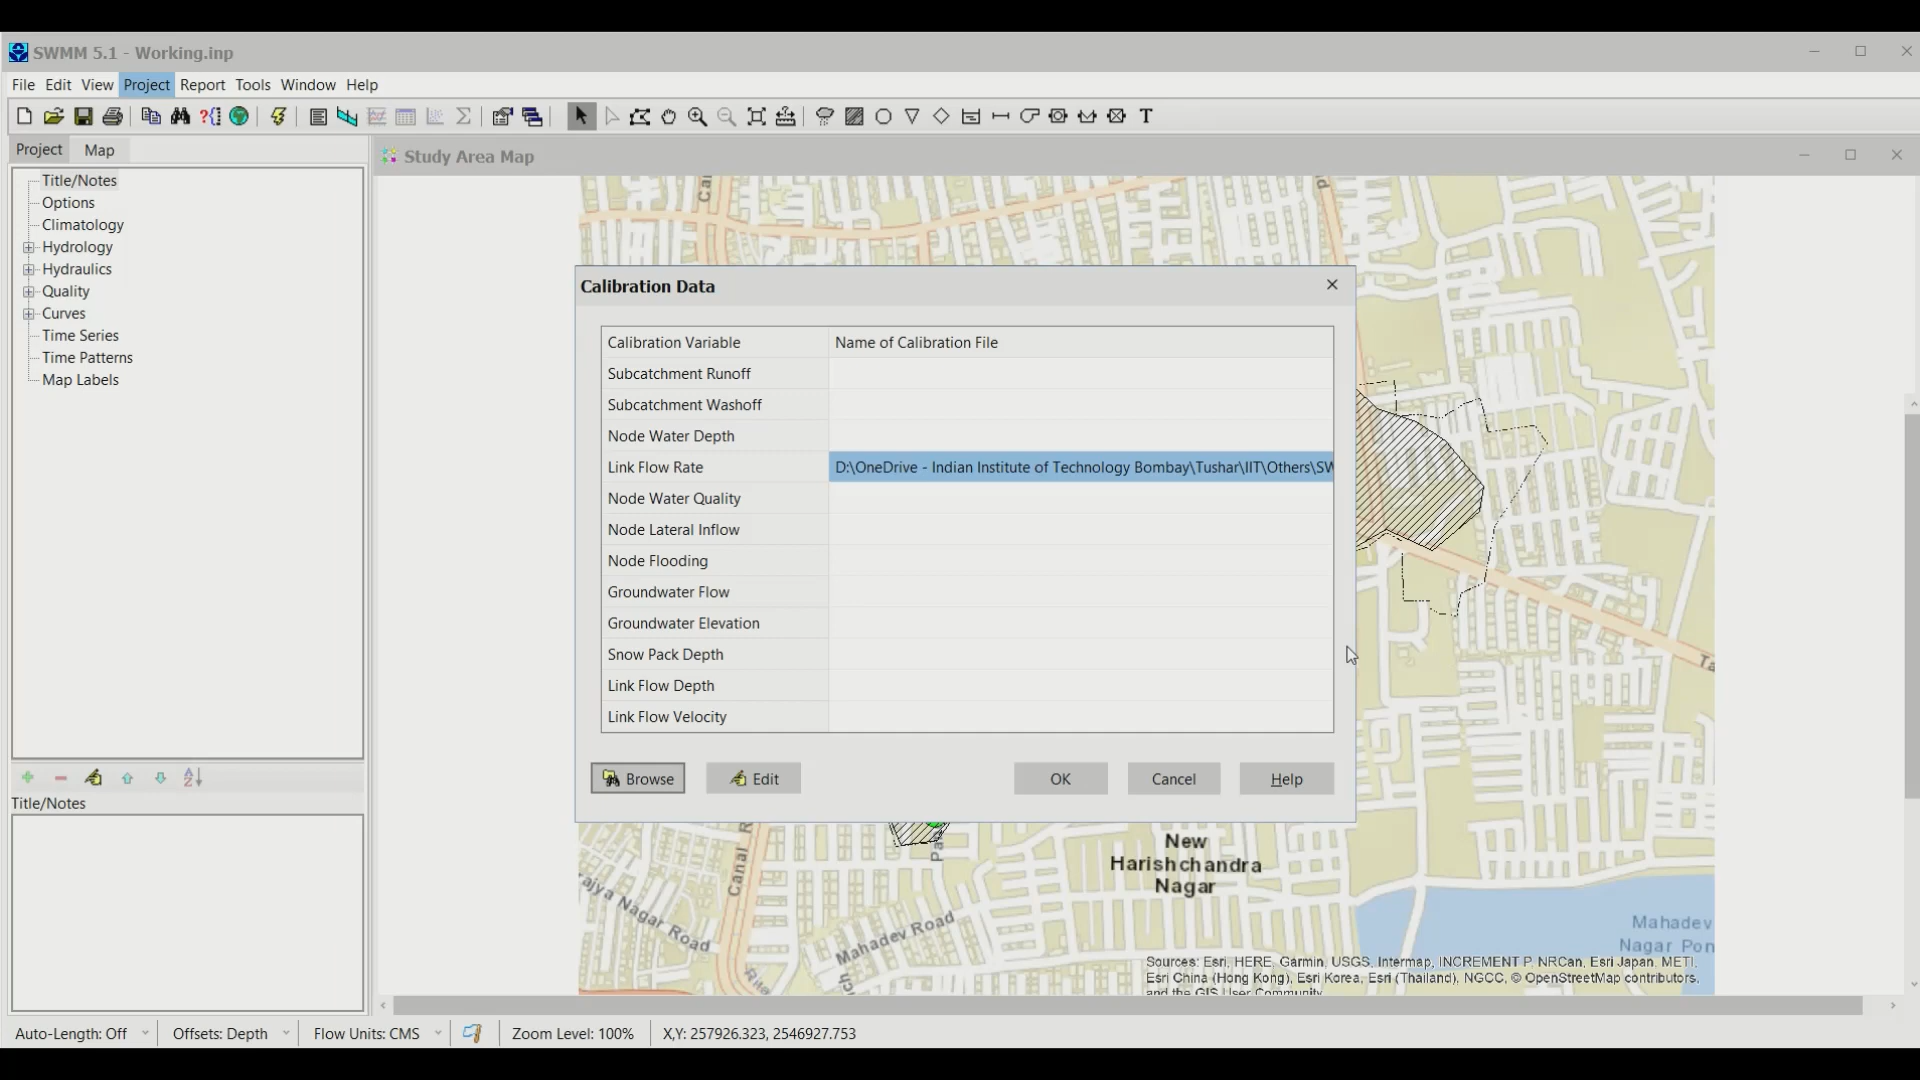 SWMM 5.1 - Working.inp
File Edit View Project Report Tools Window Help
T
Project Map
Study Area Map
Title/Notes
Options
Climatology
Hydrology
Hydraulics
Quality
Curves
Time Series
Time Patterns
Map Labels
Title/Notes
Calibration Data
Calibration Variable Name of Calibration File
Subcatchment Runoff
Subcatchment Washoff
Node Water Depth
Link Flow Rate D:\OneDrive - Indian Institute of Technology Bombay\Tushar\IIT\Others\SW
Node Water Quality
Node Lateral Inflow
Node Flooding
Groundwater Flow
Groundwater Elevation
Snow Pack Depth
Link Flow Depth
Link Flow Velocity
Browse Edit OK Cancel Help
New
Harishchandra
Nagar
Canal R
ajya Nagar Road
Mahadev Road
Mahadev
Nagar Pon
Sources: Esri, HERE, Garmin, USGS, Intermap, INCREMENT P, NRCan, Esri Japan, METI,
Esri China (Hong Kong), Esri Korea, Esri (Thailand), NGCC, © OpenStreetMap contributors,
and the GIS User Community
Auto-Length: Off Offsets: Depth Flow Units: CMS Zoom Level: 100% X,Y: 257926.323, 2546927.753